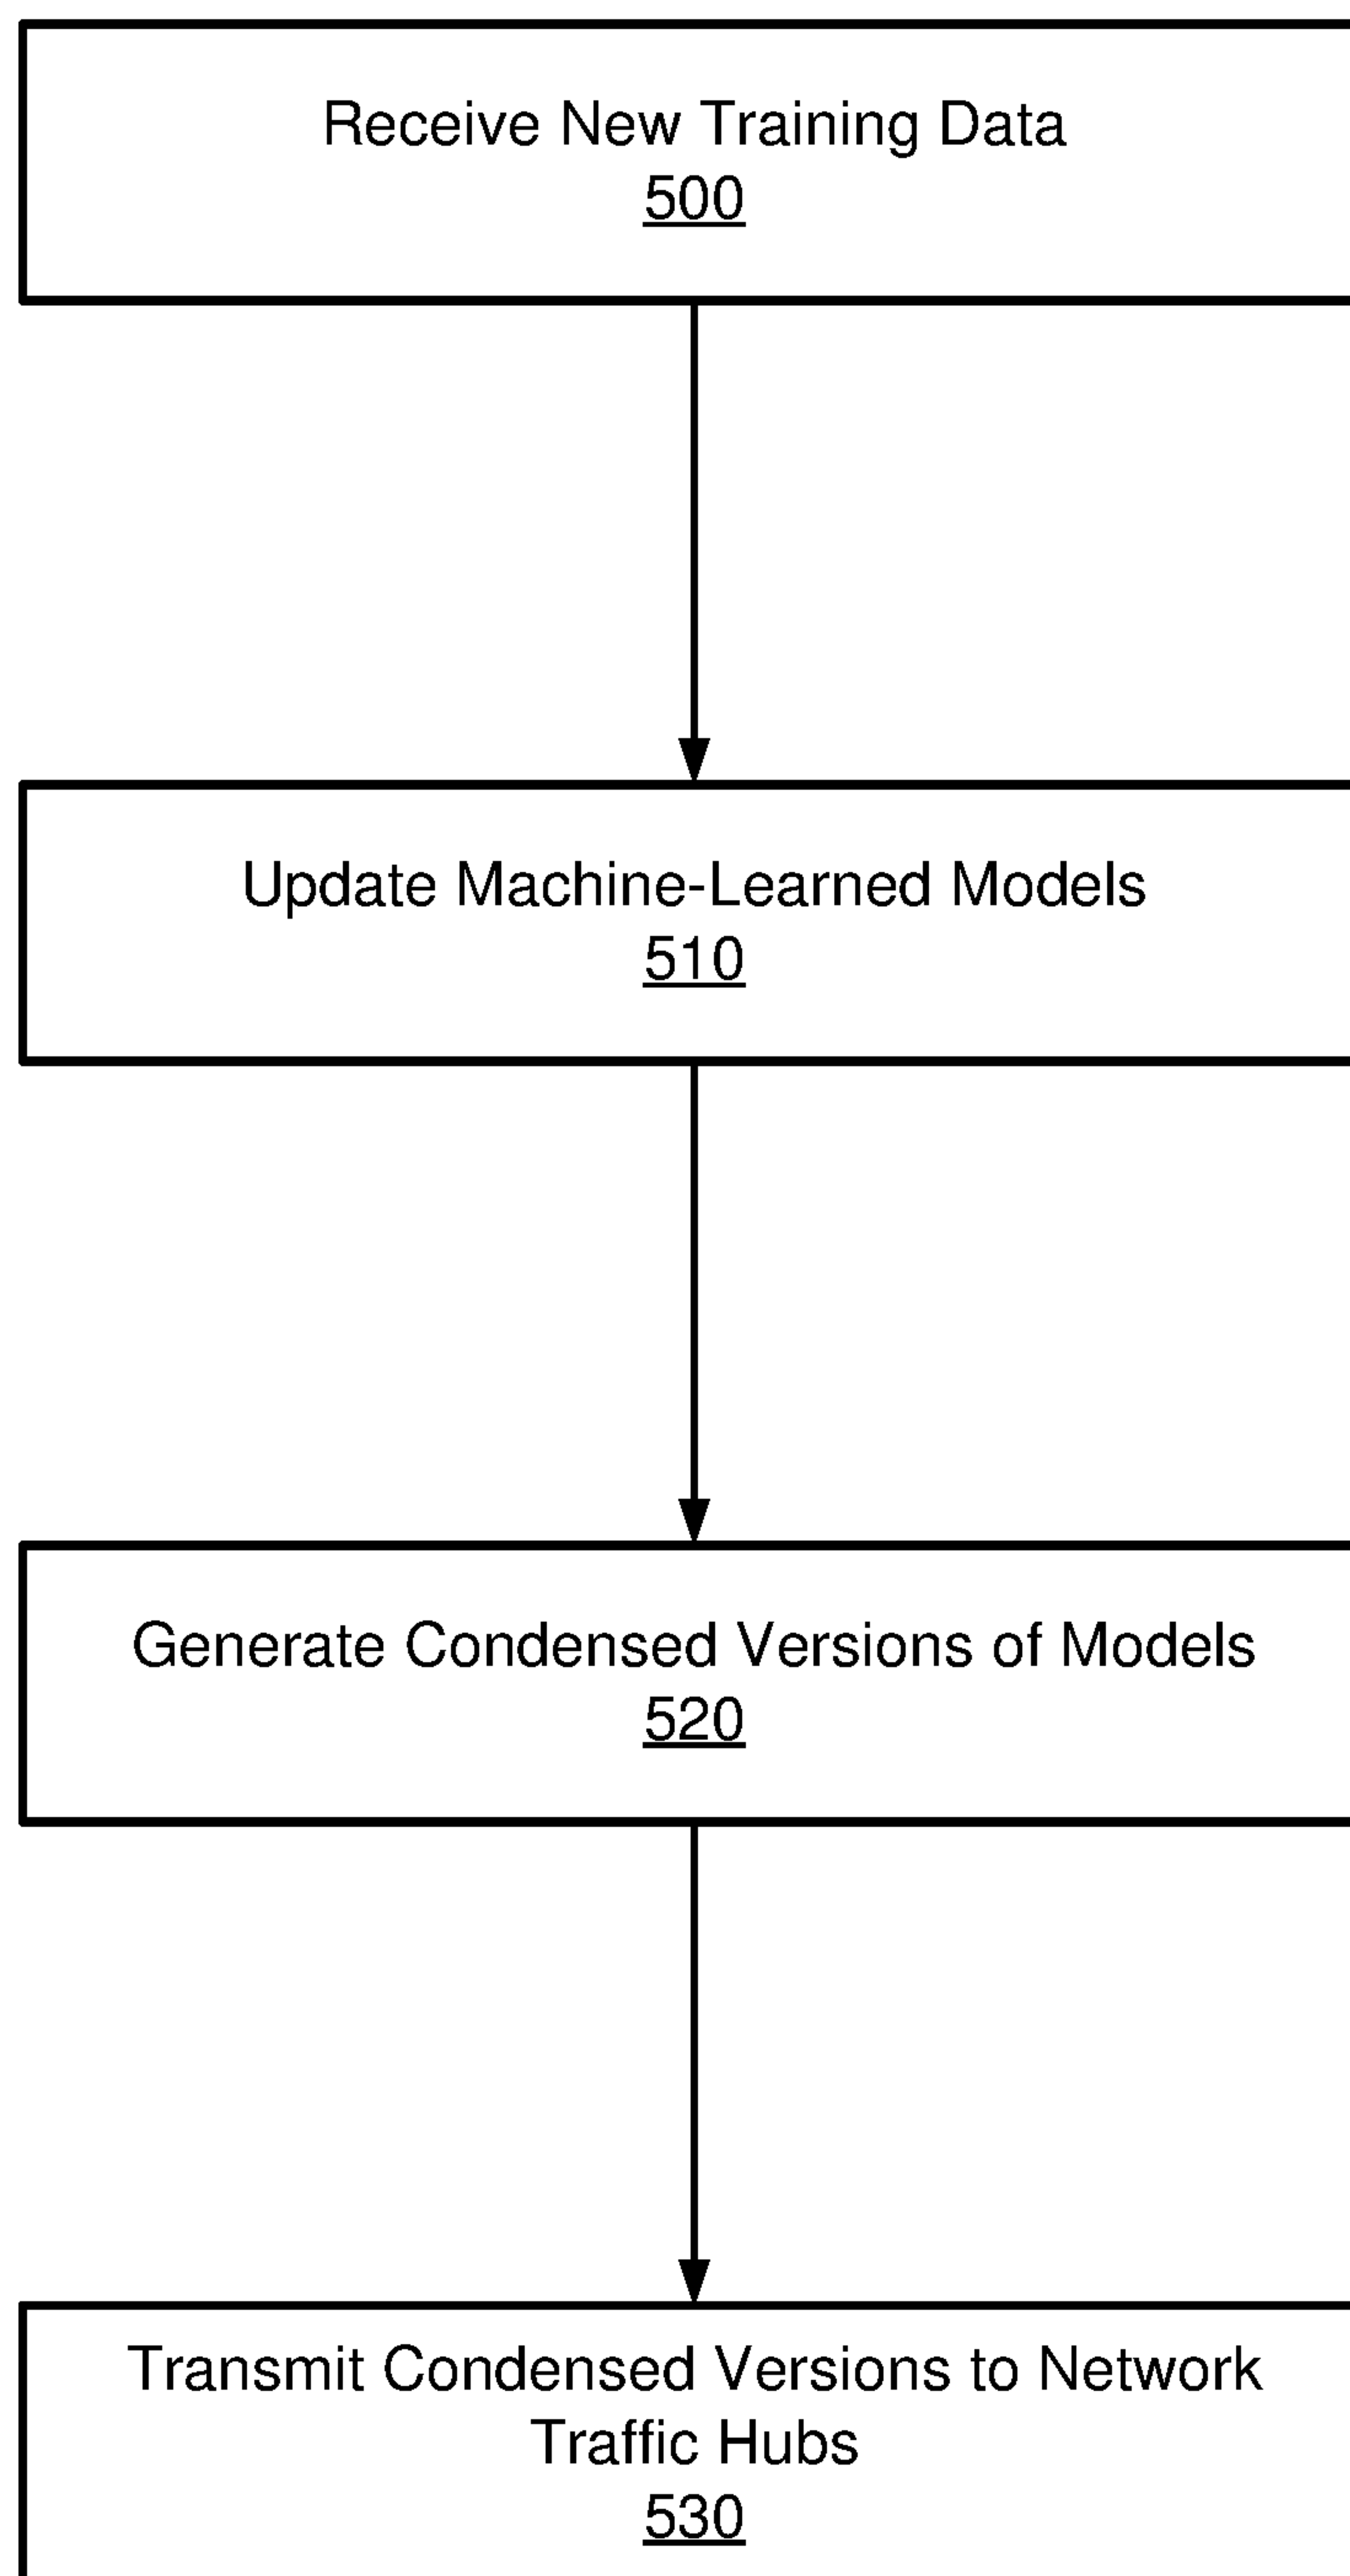 Receive New Training Data
500
Update Machine-Learned Models
510
Generate Condensed Versions of Models
520
Transmit Condensed Versions to Network
Traffic Hubs
530